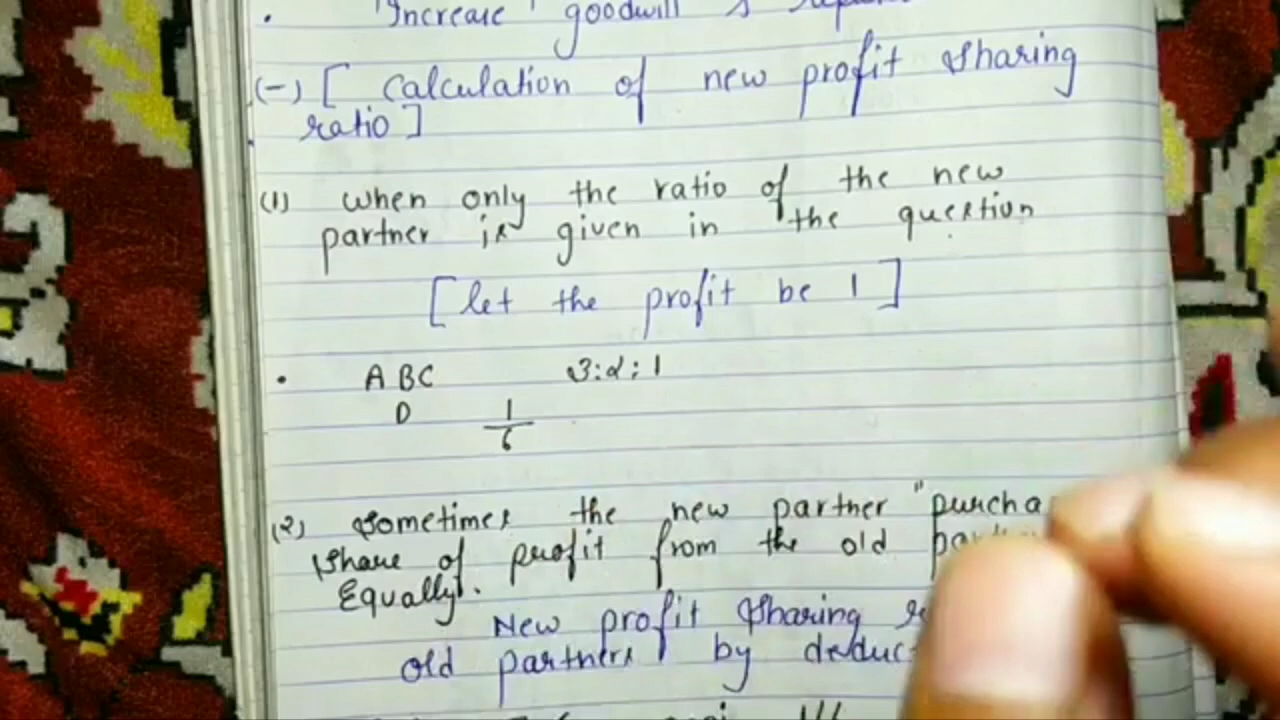 • "Increase" goodwill is
(-) [ Calculation of new profit sharing
ratio ]
(1) when only the ratio of the new
partner is given in the question
[ let the profit be 1 ]
• A B C 3:2:1
D 1/6
(2) Sometimes the new partner "purcha
share of profit from the old
Equally.
New profit sharing
old partners by deduc